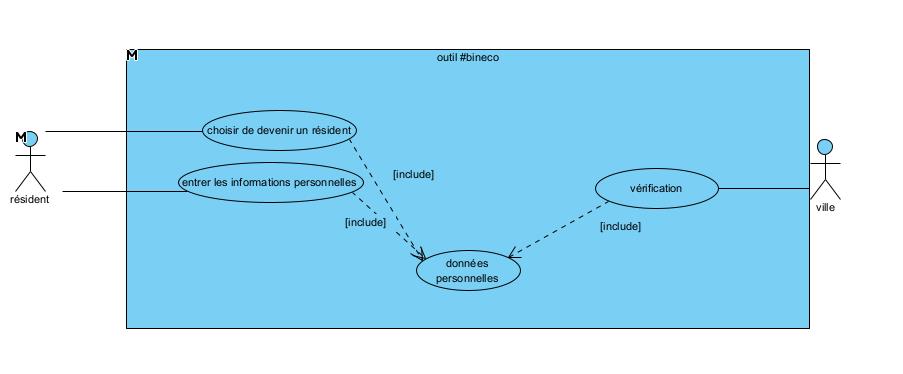 M
outil #bineco
M
résident
choisir de devenir un résident
[include]
entrer les informations personnelles
[include]
vérification
[include]
ville
données
personnelles